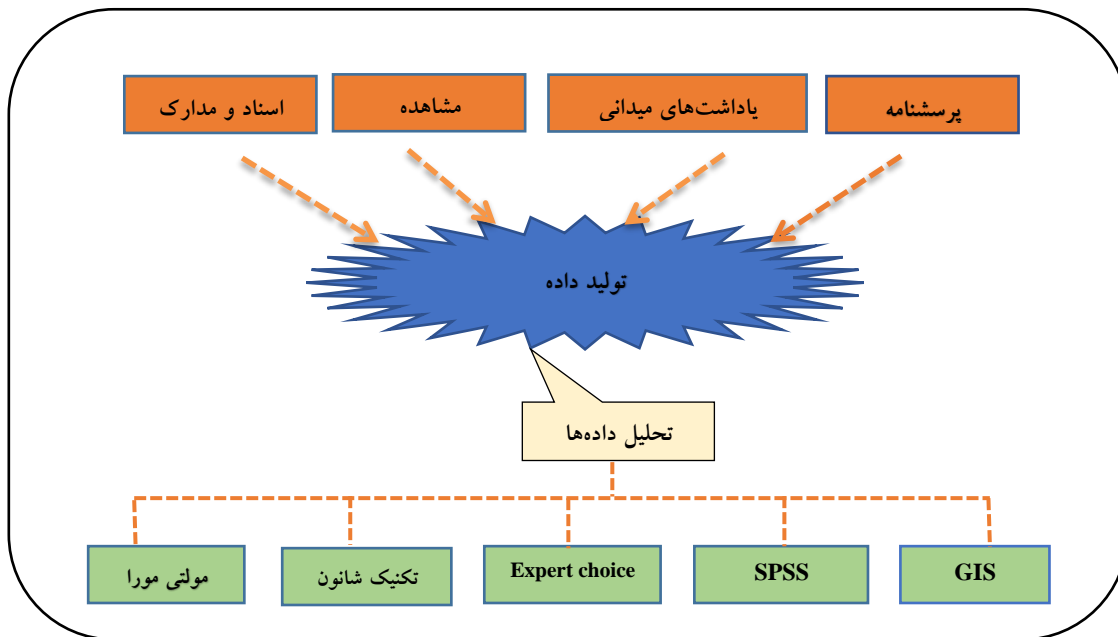 پرسشنامه
یاداشت‌های میدانی
مشاهده
اسناد و مدارک
تولید داده
تحلیل داده‌ها
GIS
SPSS
Expert choice
تکنیک شانون
مولتی مورا